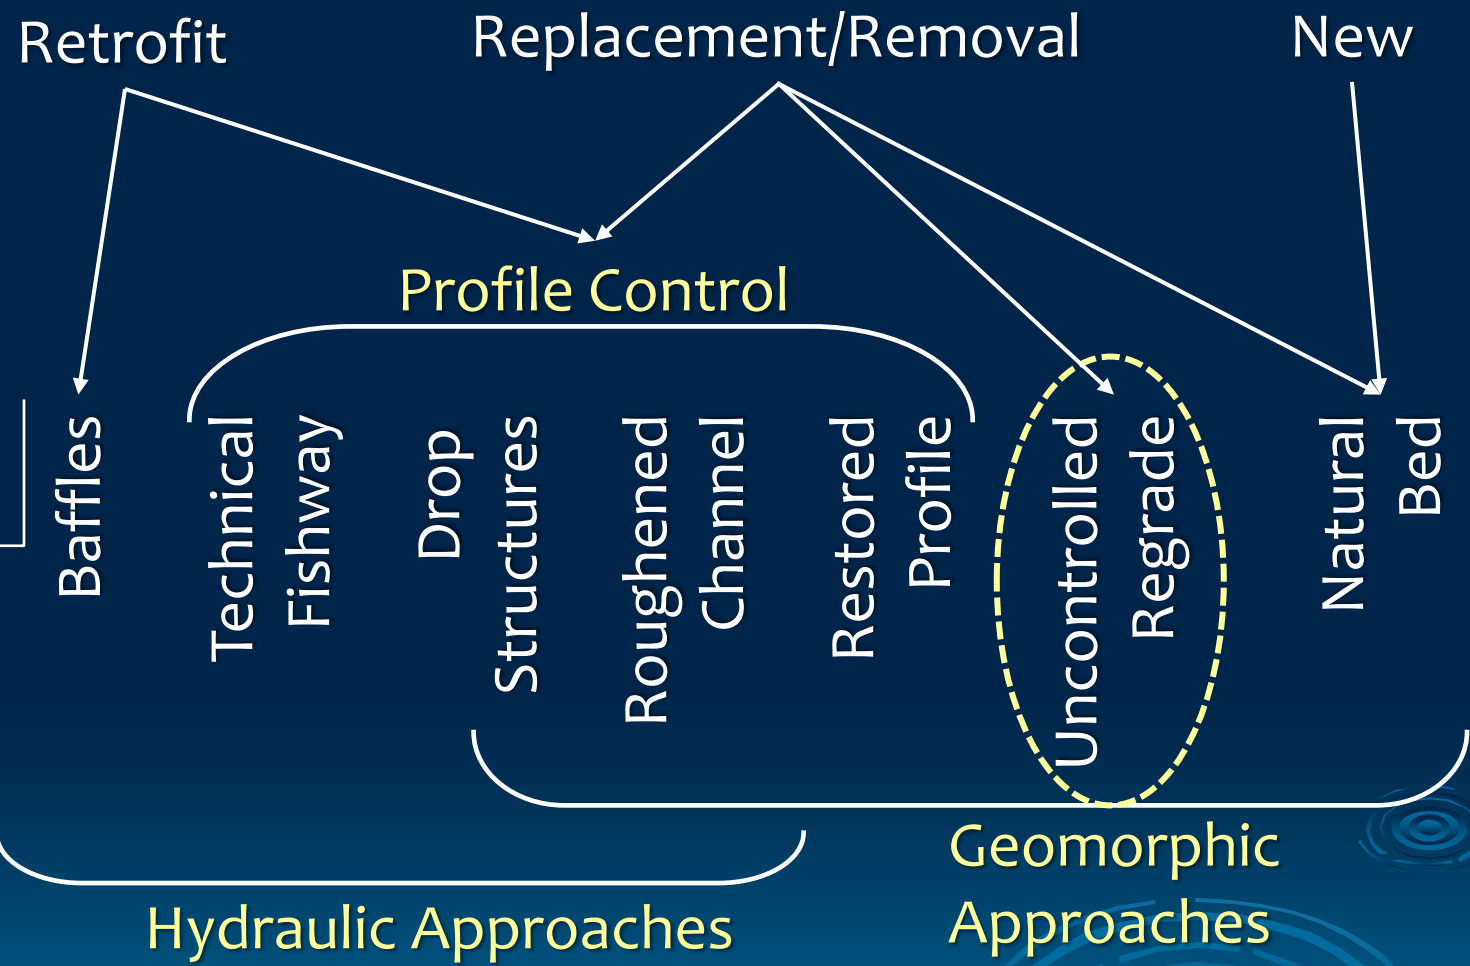 Retrofit
Replacement/Removal
New
Profile Control
Baffles
Technical
Fishway
Drop
Structures
Roughened
Channel
Restored
Profile
Uncontrolled
Regrade
Natural
Bed
Geomorphic
Approaches
Hydraulic Approaches